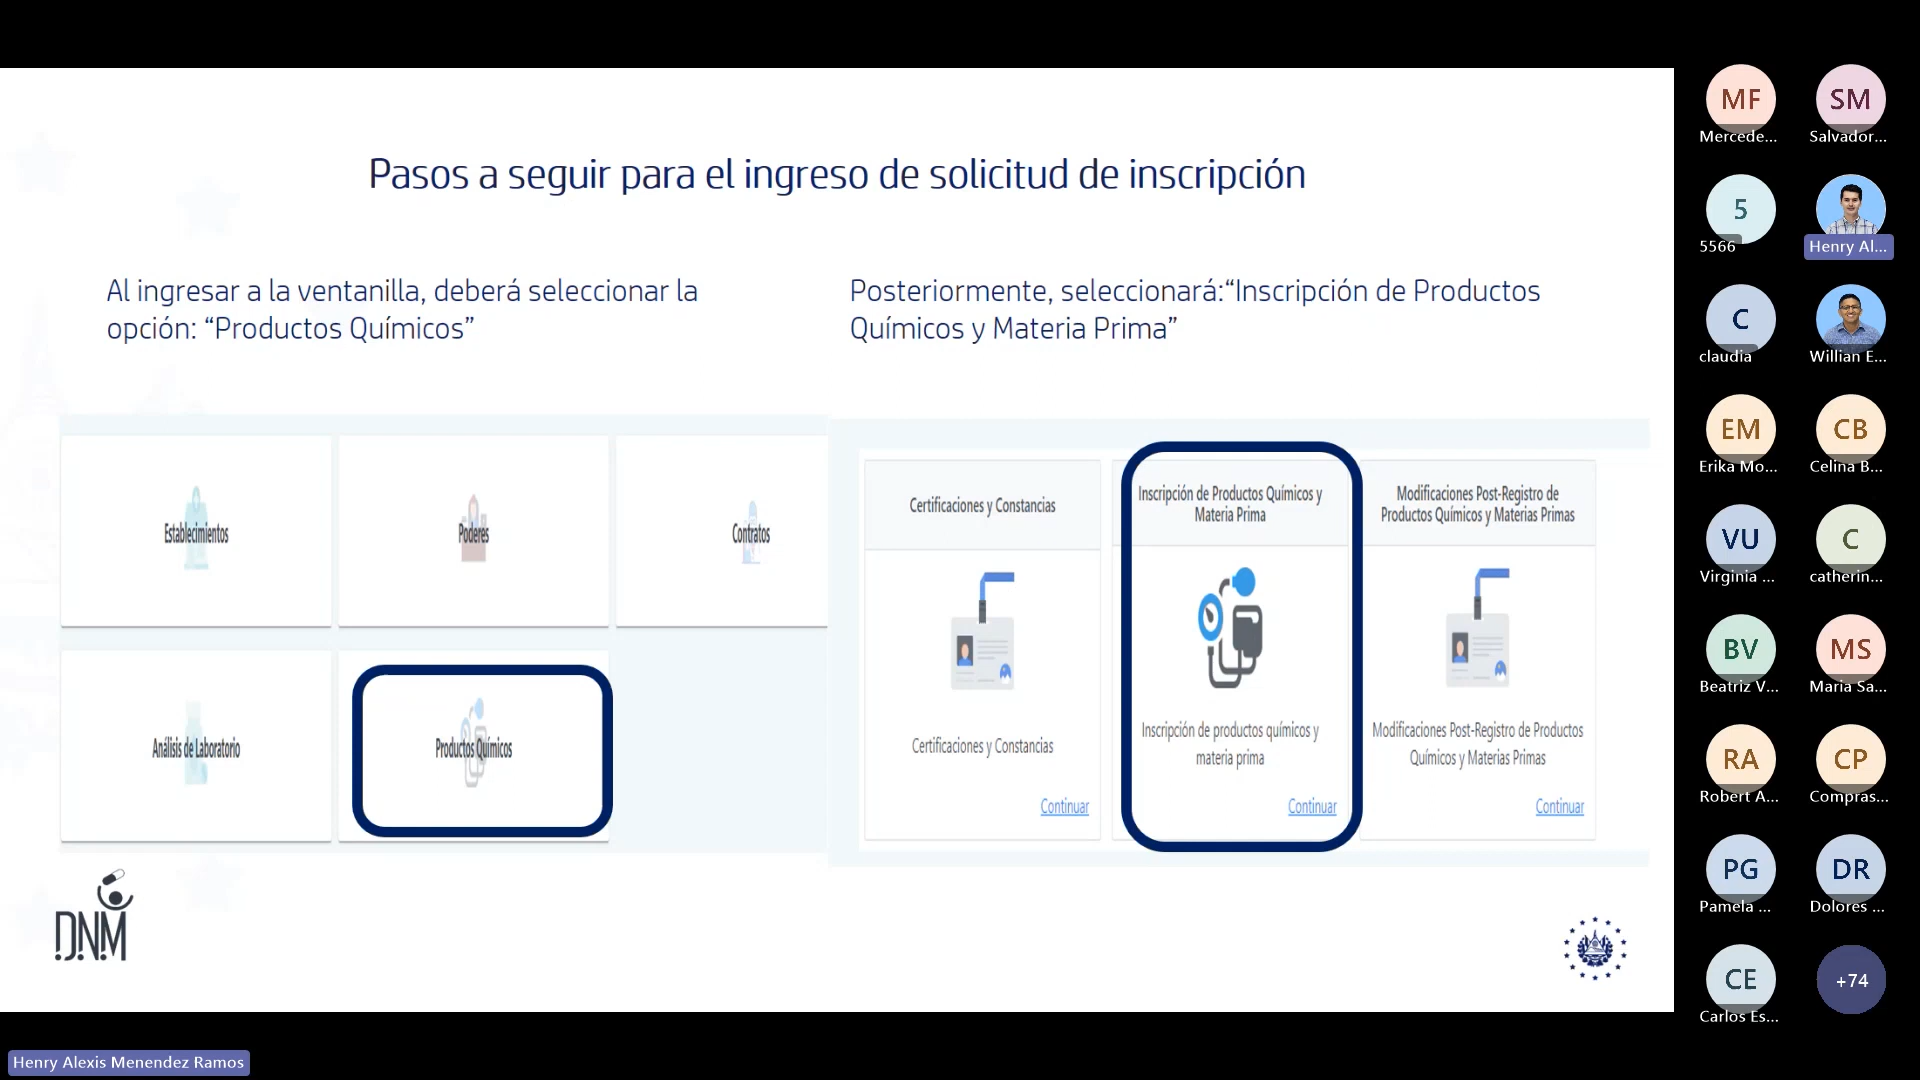 Pasos a seguir para el ingreso de solicitud de inscripción
Al ingresar a la ventanilla, deberá seleccionar la
opción: “Productos Químicos”
Posteriormente, seleccionará:“Inscripción de Productos
Químicos y Materia Prima”
Establecimientos
Poderes
Contratos
Análisis de Laboratorio
Productos Químicos
Certificaciones y Constancias
Certificaciones y Constancias
Continuar
Inscripción de Productos Químicos y
Materia Prima
Inscripción de productos químicos y
materia prima
Continuar
Modificaciones Post-Registro de
Productos Químicos y Materias Primas
Modificaciones Post-Registro de Productos
Químicos y Materias Primas
Continuar
DNM
MF
Mercede...
SM
Salvador...
5
5566
Henry Al...
C
claudia
Willian E...
EM
Erika Mo...
CB
Celina B...
VU
Virginia ...
C
catherin...
BV
Beatriz V...
MS
Maria Sa...
RA
Robert A...
CP
Compras...
PG
Pamela ...
DR
Dolores ...
CE
Carlos Es...
+74
Henry Alexis Menendez Ramos